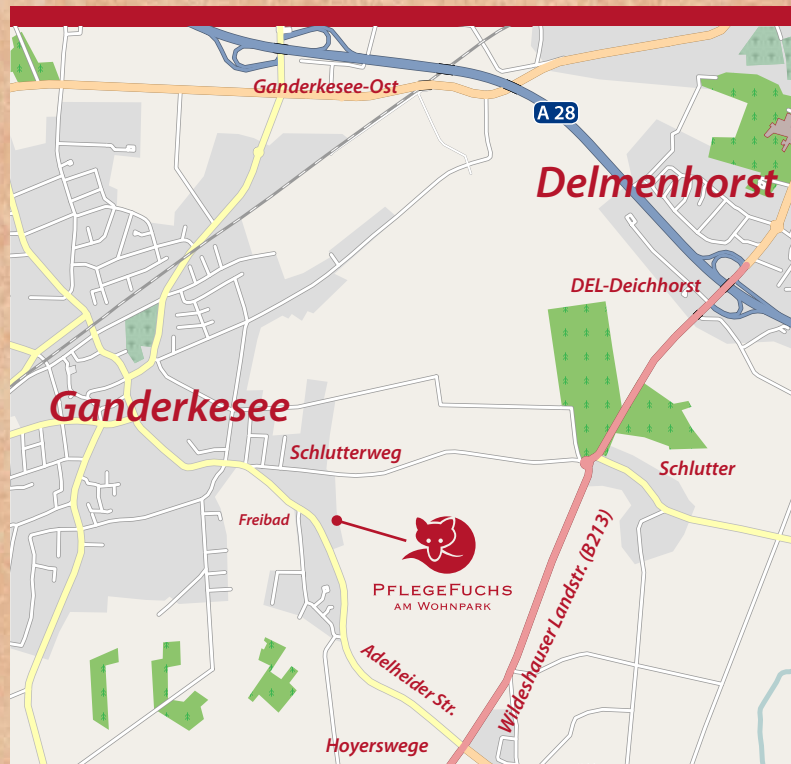 Ganderkesee-Ost
A 28
Delmenhorst
DEL-Deichhorst
Ganderkesee
Schlutterweg
Schlutter
Freibad
PFLEGEFUCHS
AM WOHNPARK
Wildeshauser Landstr. (B213)
Adelheider Str.
Hoyerswege